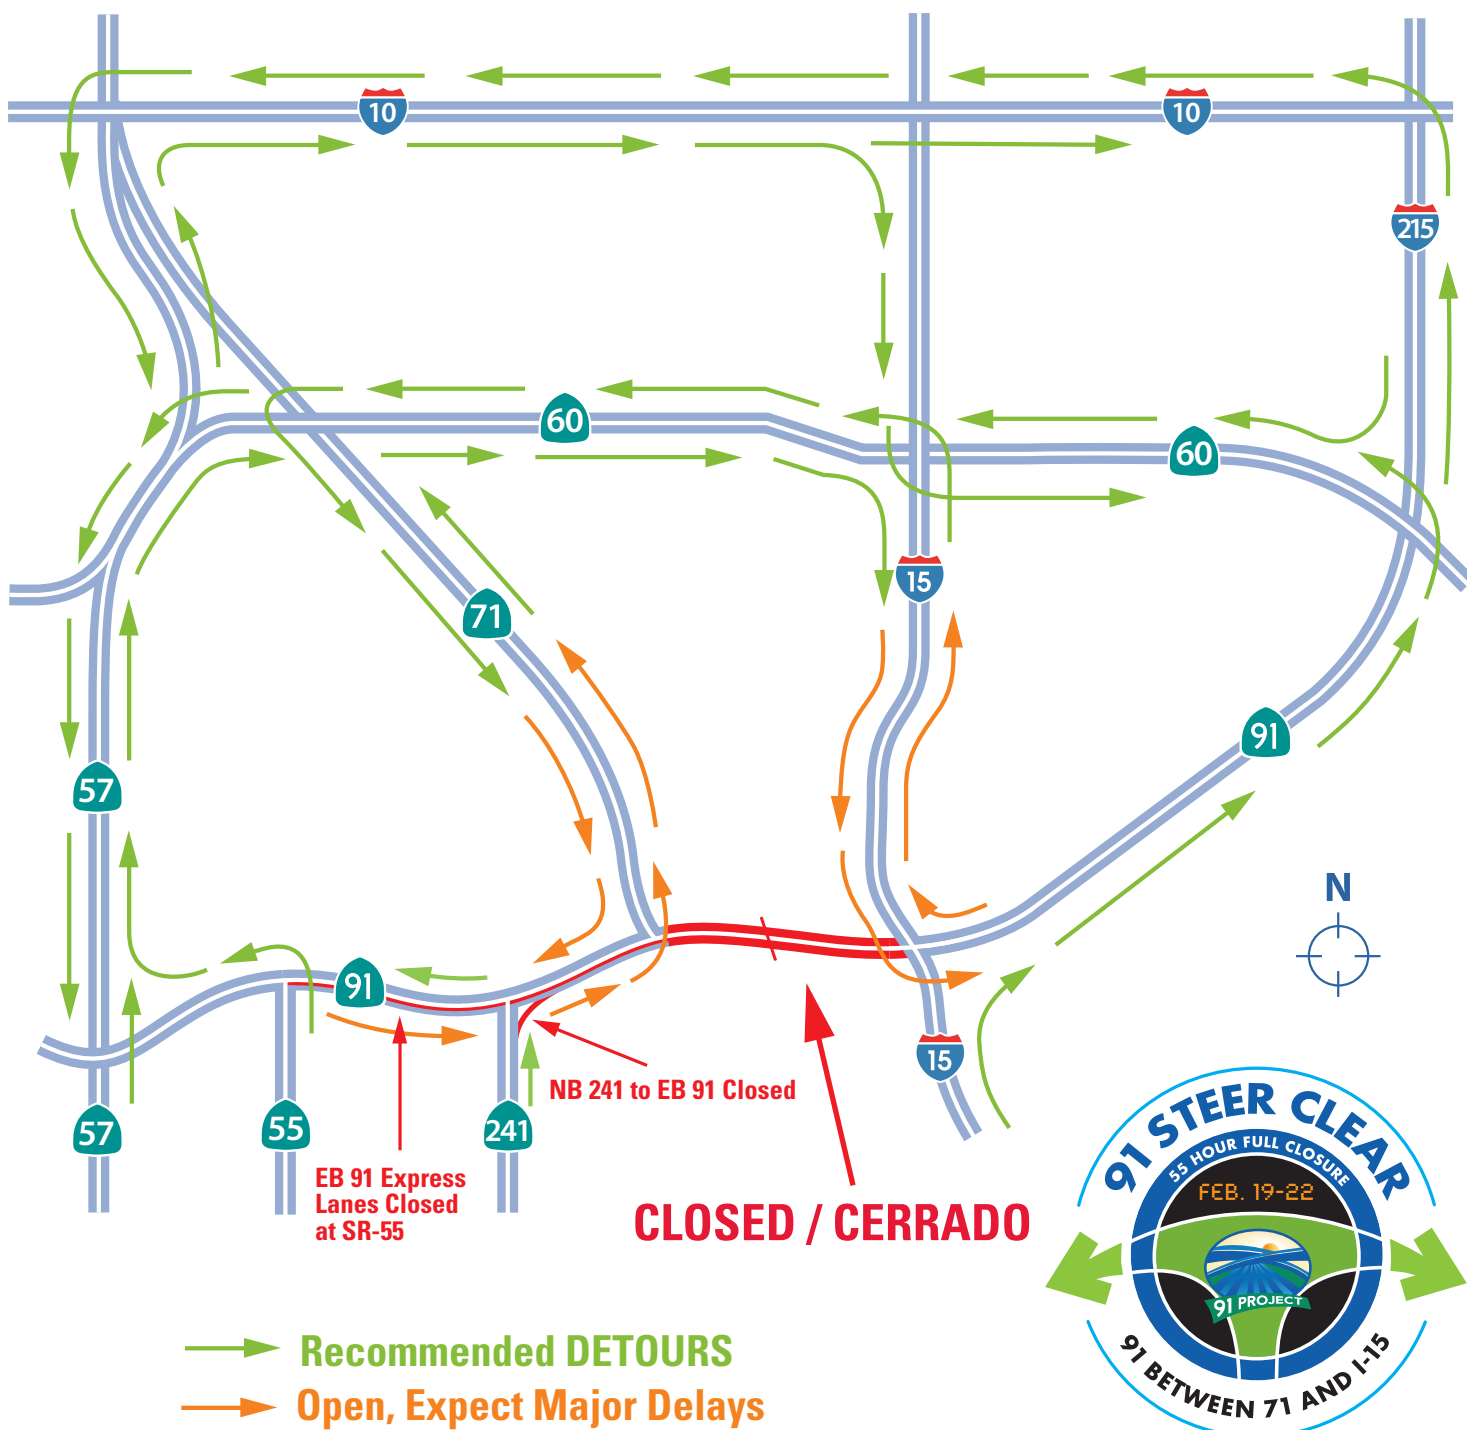 10
10
215
60
60
15
71
91
57
N
91
15
NB 241 to EB 91 Closed
57
55
241
EB 91 Express
Lanes Closed
at SR-55
CLOSED / CERRADO
91 STEER CLEAR
55 HOUR FULL CLOSURE
FEB. 19-22
91 PROJECT
91 BETWEEN 71 AND I-15
Recommended DETOURS
Open, Expect Major Delays